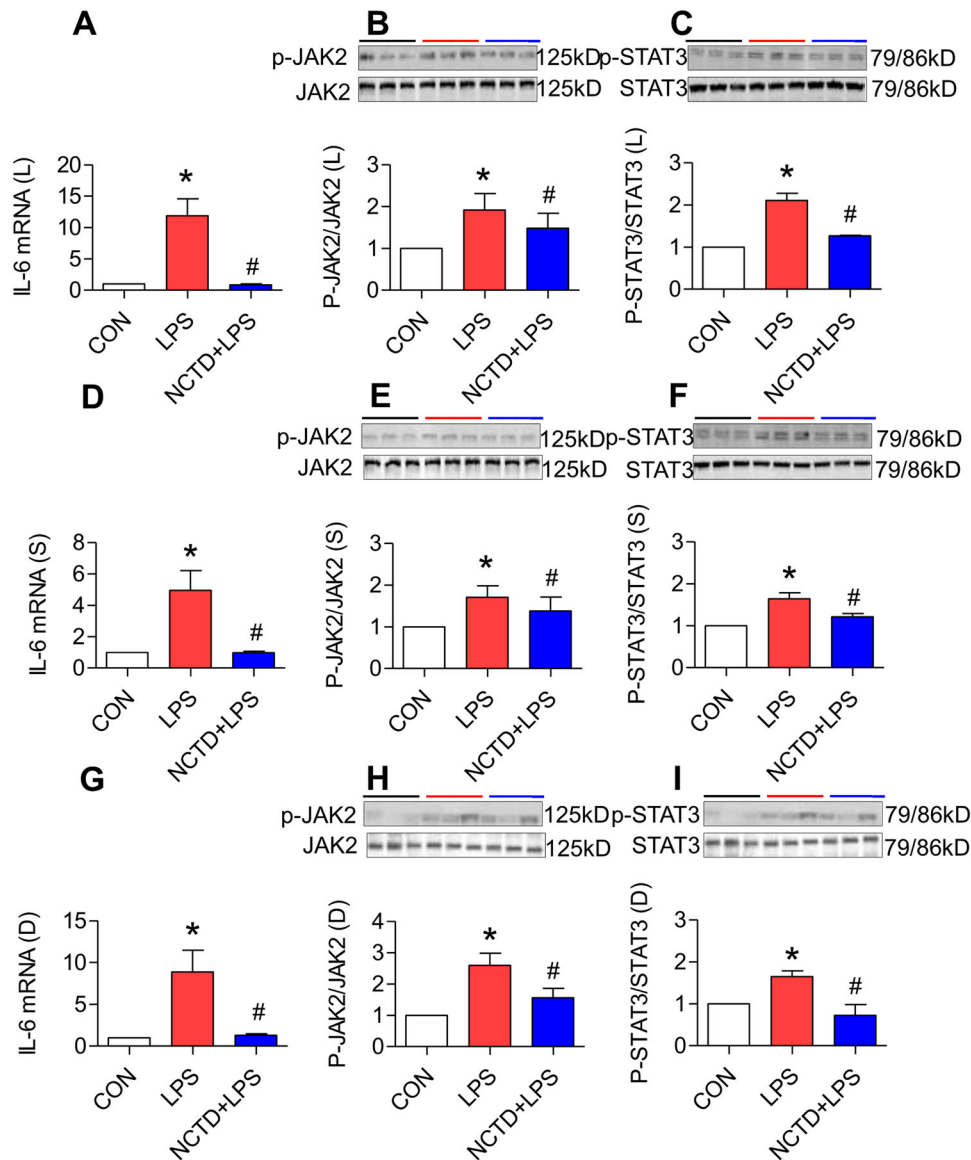 A
B
C
p-JAK2
125kD
p-STAT3
79/86kD
JAK2
125kD
STAT3
79/86kD
IL-6 mRNA (L)
20
15
10
5
0
*
#
CON
LPS
NCTD+LPS
P-JAK2/JAK2 (L)
3
2
1
0
*
#
CON
LPS
NCTD+LPS
P-STAT3/STAT3 (L)
3
2
1
0
*
#
CON
LPS
NCTD+LPS
D
E
F
p-JAK2
125kD
p-STAT3
79/86kD
JAK2
125kD
STAT3
79/86kD
IL-6 mRNA (S)
8
6
4
2
0
*
#
CON
LPS
NCTD+LPS
P-JAK2/JAK2 (S)
3
2
1
0
*
#
CON
LPS
NCTD+LPS
P-STAT3/STAT3 (S)
3
2
1
0
*
#
CON
LPS
NCTD+LPS
G
H
I
p-JAK2
125kD
p-STAT3
79/86kD
JAK2
125kD
STAT3
79/86kD
IL-6 mRNA (D)
15
10
5
0
*
#
CON
LPS
NCTD+LPS
P-JAK2/JAK2 (D)
4
3
2
1
0
*
#
CON
LPS
NCTD+LPS
P-STAT3/STAT3 (D)
3
2
1
0
*
#
CON
LPS
NCTD+LPS